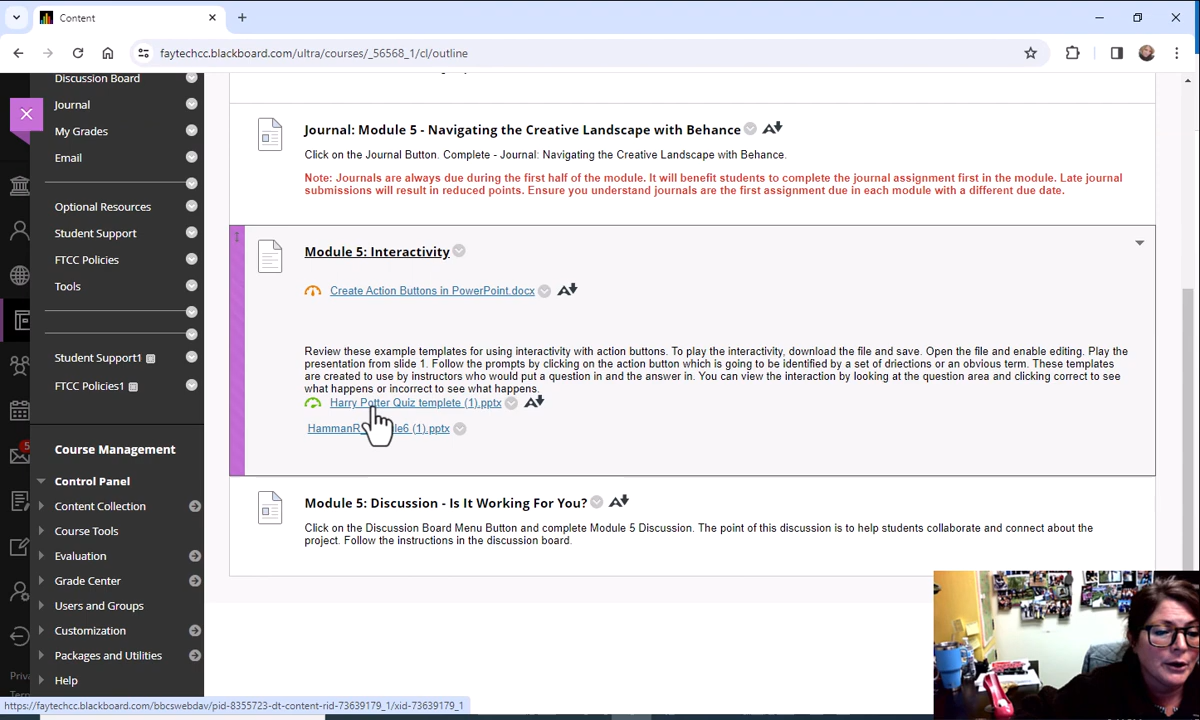 Content
faytechcc.blackboard.com/ultra/courses/_56568_1/cl/outline
Discussion Board
Journal
My Grades
Email
Optional Resources
Student Support
FTCC Policies
Tools
Student Support1
FTCC Policies1
Course Management
Control Panel
Content Collection
Course Tools
Evaluation
Grade Center
Users and Groups
Customization
Packages and Utilities
Help
5
Journal: Module 5 - Navigating the Creative Landscape with Behance
Click on the Journal Button. Complete - Journal: Navigating the Creative Landscape with Behance.
Note: Journals are always due during the first half of the module. It will benefit students to complete the journal assignment first in the module. Late journal
submissions will result in reduced points. Ensure you understand journals are the first assignment due in each module with a different due date.
Module 5: Interactivity
Create Action Buttons in PowerPoint.docx
Review these example templates for using interactivity with action buttons. To play the interactivity, download the file and save. Open the file and enable editing. Play the
presentation from slide 1. Follow the prompts by clicking on the action button which is going to be identified by a set of driections or an obvious term. These templates
are created to use by instructors who would put a question in and the answer in. You can view the interaction by looking at the question area and clicking correct to see
what happens or incorrect to see what happens.
Harry Potter Quiz templete (1).pptx
(1).pptx
Module 5: Discussion - Is It Working For You?
Click on the Discussion Board Menu Button and complete Module 5 Discussion. The point of this discussion is to help students collaborate and connect about the
project. Follow the instructions in the discussion board.
https://faytechcc.blackboard.com/bbcswebdav/pid-8355723-dt-content-rid-73639179_1/xid-73639179_1